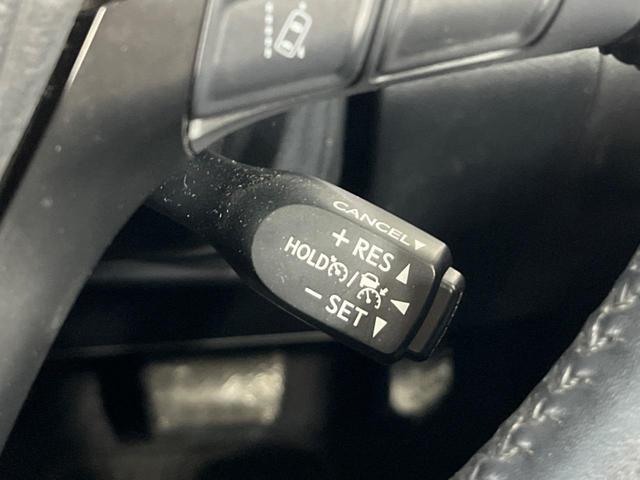 CANCEL▼
+ RES ▲
HOLD / ◀
− SET ▼